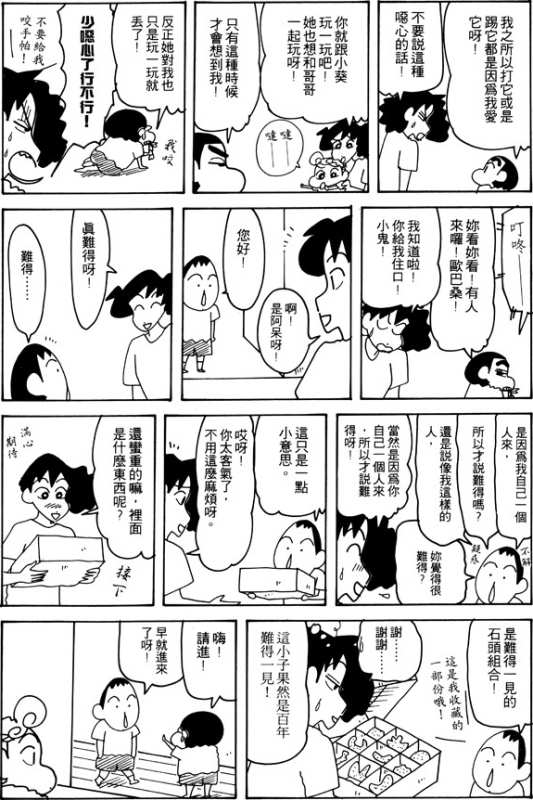 我之所以打它或是
踢它都是因爲我愛
它呀！
不要說這種
噁心的話！
你就跟小葵
玩一玩吧！
她也想和哥哥
一起玩呀！
噠
噠
只有這種時候
才會想到我！
反正她對我也
只是玩一玩就
丟了！
我咬
少噁心了行不行！
不要給我
咬手帕！
叮咚
妳看妳看！有人
來囉！歐巴桑！
我知道啦！
你給我住口！
小鬼！
啊！
是阿呆呀！
您好！
眞難得呀！
難得……
是因爲我自己一個
人來，
所以才說難得嗎？
還是說像我這樣的
人，
不解
疑惑
妳覺得很
難得？
當然是因爲你
自己一個人來
，所以才說難
得呀！
這只是一點
小意思。
哎呀！
你太客氣了，
不用這麼麻煩呀。
還蠻重的嘛，裡面
是什麼東西呢？
接下
滿心
期待
是難得一見的
石頭組合！
這是我收藏的
一部份哦！
謝謝……
謝謝……
這小子果然是百年
難得一見！
嗨！
請進！
早就進來
了呀！